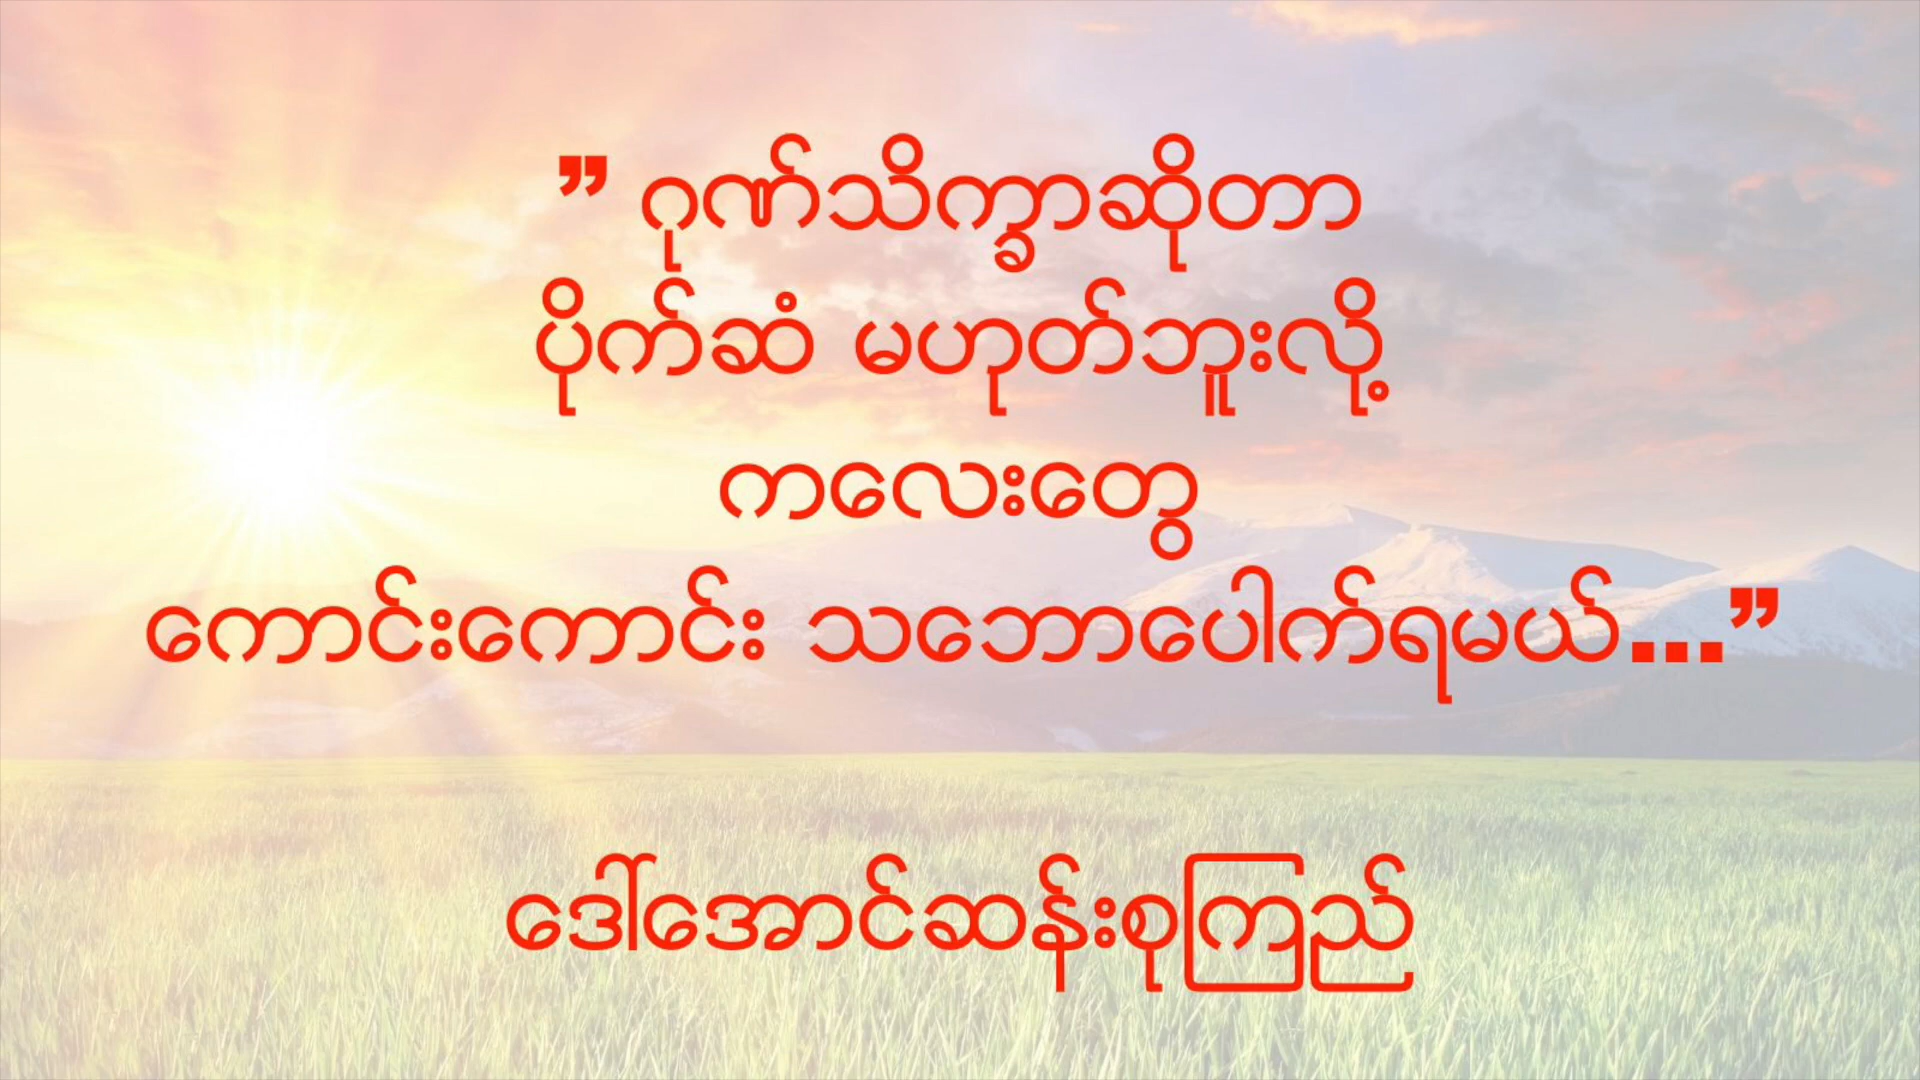 ” ဂုဏ်သိက္ခာဆိုတာ
ပိုက်ဆံ မဟုတ်ဘူးလို့
ကလေးတွေ
ကောင်းကောင်း သဘောပေါက်ရမယ်...”
ဒေါ်အောင်ဆန်းစုကြည်